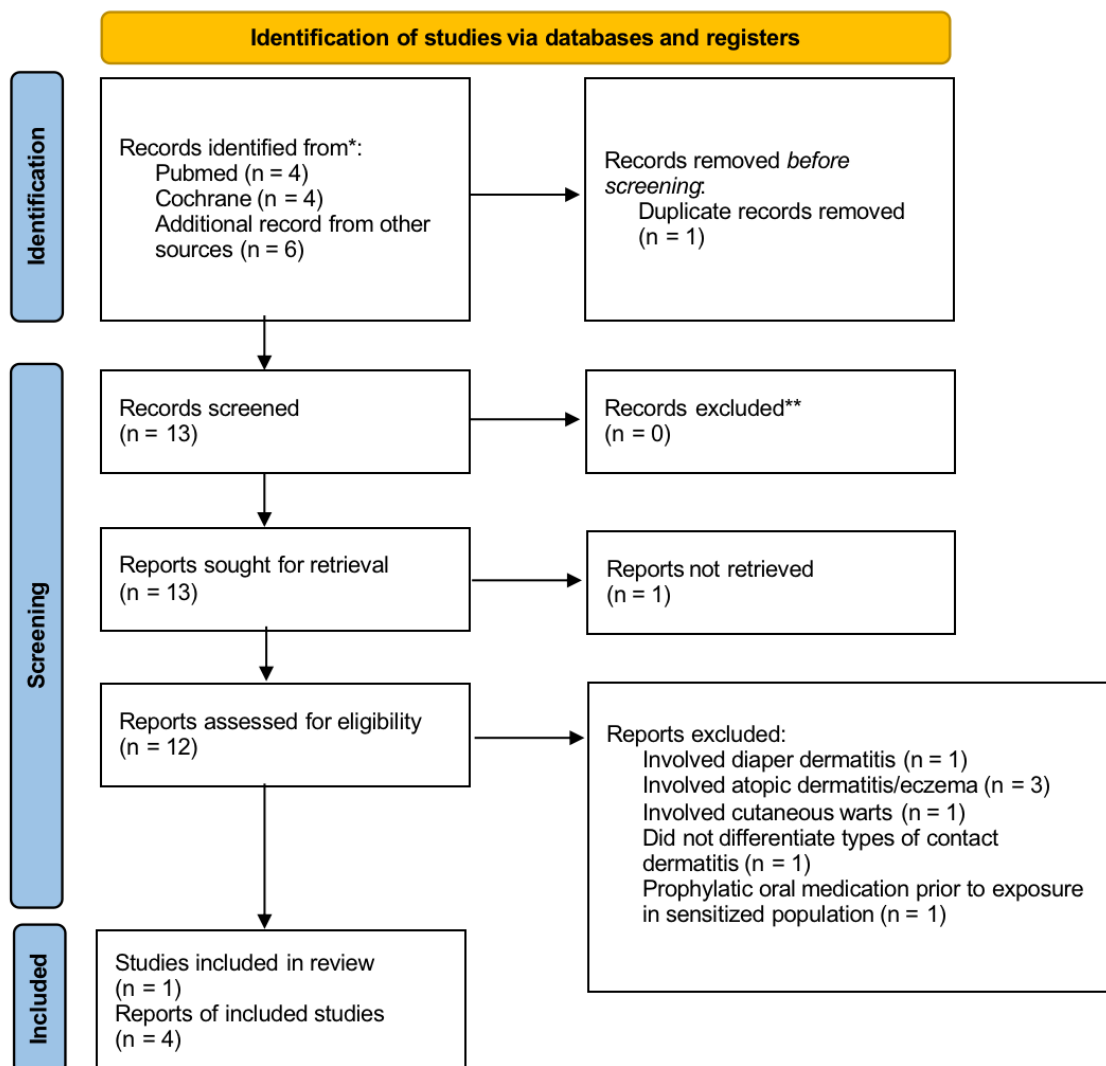 Identification of studies via databases and registers
Identification
Records identified from*:
Pubmed (n = 4)
Cochrane (n = 4)
Additional record from other
sources (n = 6)
Records removed before
screening:
Duplicate records removed
(n = 1)
Screening
Records screened
(n = 13)
Records excluded**
(n = 0)
Reports sought for retrieval
(n = 13)
Reports not retrieved
(n = 1)
Reports assessed for eligibility
(n = 12)
Reports excluded:
Involved diaper dermatitis (n = 1)
Involved atopic dermatitis/eczema (n = 3)
Involved cutaneous warts (n = 1)
Did not differentiate types of contact
dermatitis (n = 1)
Prophylatic oral medication prior to exposure
in sensitized population (n = 1)
Included
Studies included in review
(n = 1)
Reports of included studies
(n = 4)